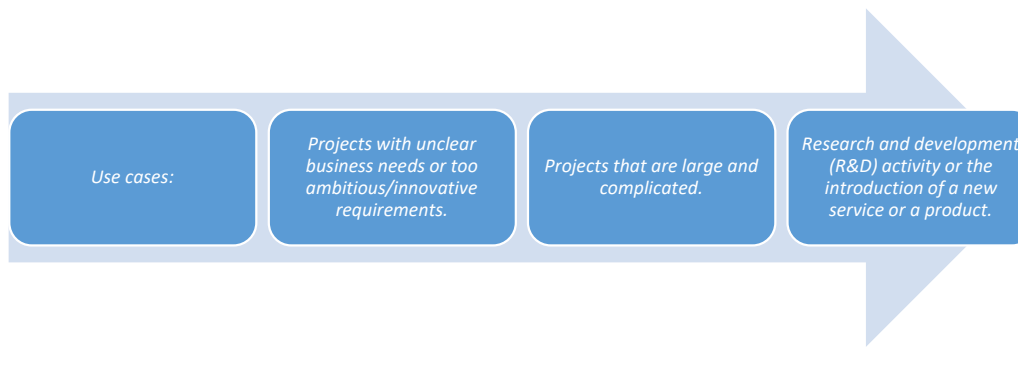 Use cases:
Projects with unclear
business needs or too
ambitious/innovative
requirements.
Projects that are large and
complicated.
Research and development
(R&D) activity or the
introduction of a new
service or a product.